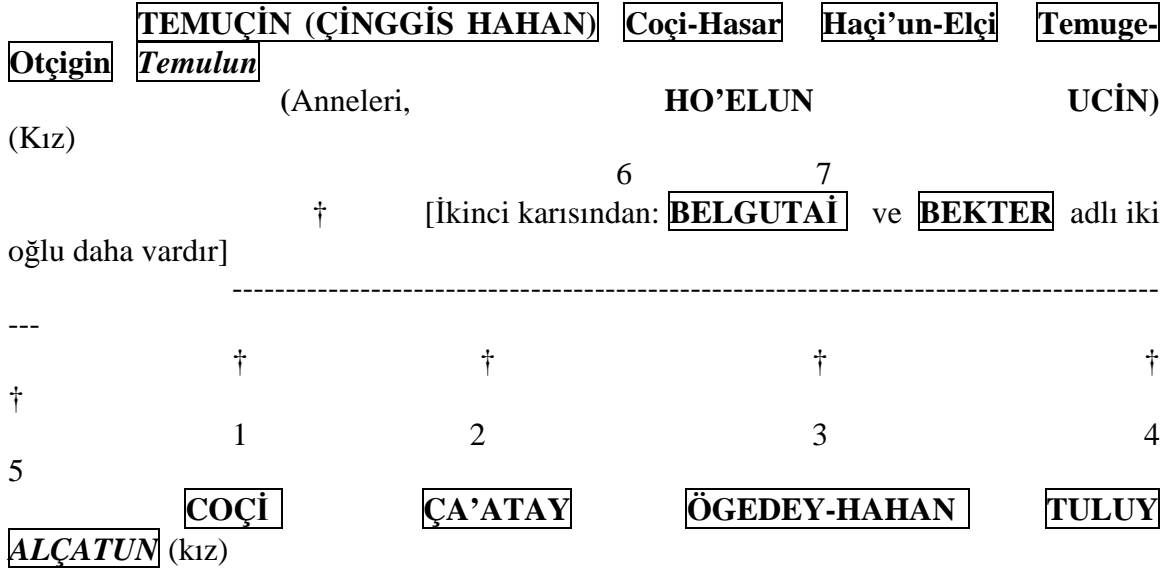 TEMUÇİN (ÇİNGGİS HAHAN) Coçi-Hasar Haçi'un-Elçi Temuge-
Otçigin Temulun
(Anneleri, HO'ELUN UCİN)
(Kız)
6 7
† [İkinci karısından: BELGUTAİ ve BEKTER adlı iki
oğlu daha vardır]
---------------------------------------------------------------------------------------
---
† † † †
†
1 2 3 4
5
COÇİ ÇA'ATAY ÖGEDEY-HAHAN TULUY
ALÇATUN (kız)